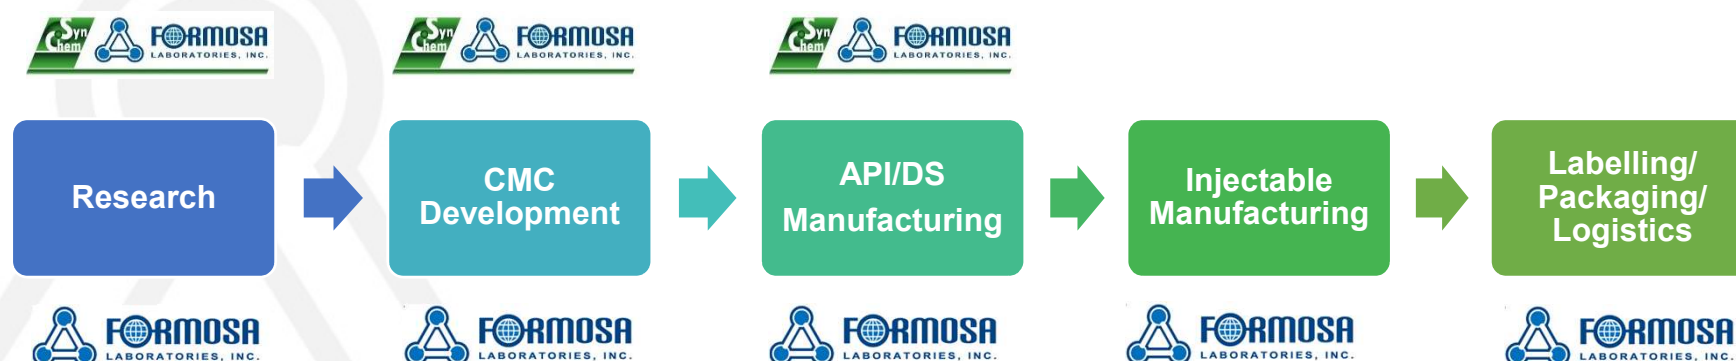 Syn
Chem
FORMOSA
LABORATORIES, INC.
Syn
Chem
FORMOSA
LABORATORIES, INC.
Syn
Chem
FORMOSA
LABORATORIES, INC.
Research
CMC
Development
API/DS
Manufacturing
Injectable
Manufacturing
Labelling/
Packaging/
Logistics
FORMOSA
LABORATORIES, INC.
FORMOSA
LABORATORIES, INC.
FORMOSA
LABORATORIES, INC.
FORMOSA
LABORATORIES, INC.
FORMOSA
LABORATORIES, INC.